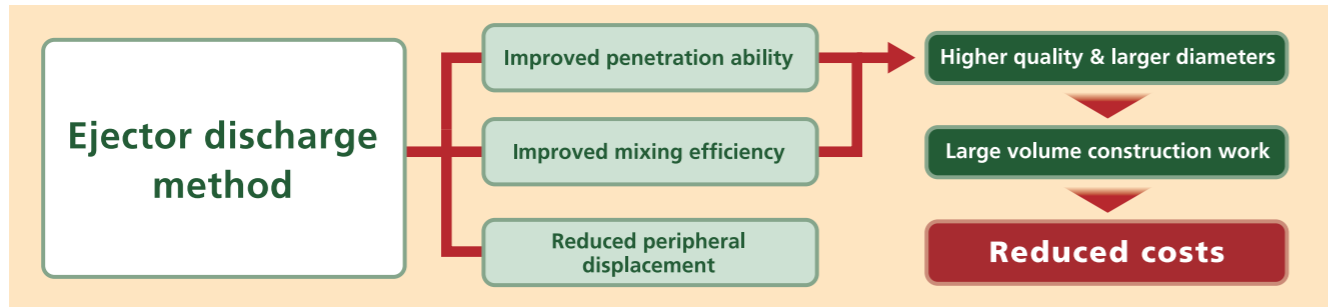 Ejector discharge
method
Improved penetration ability
Improved mixing efficiency
Reduced peripheral
displacement
Higher quality & larger diameters
Large volume construction work
Reduced costs